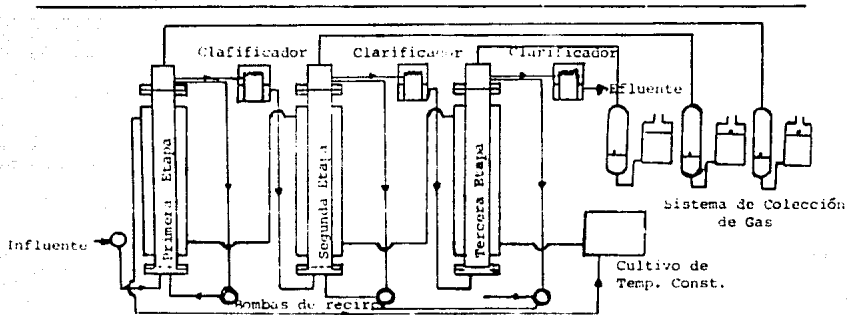 Clafificador
Clarificador
Clarificador
Efluente
Primera Etapa
Segunda Etapa
Tercera Etapa
Sistema de Colección
de Gas
Influente
Cultivo de
Temp. Const.
Bombas de recirc